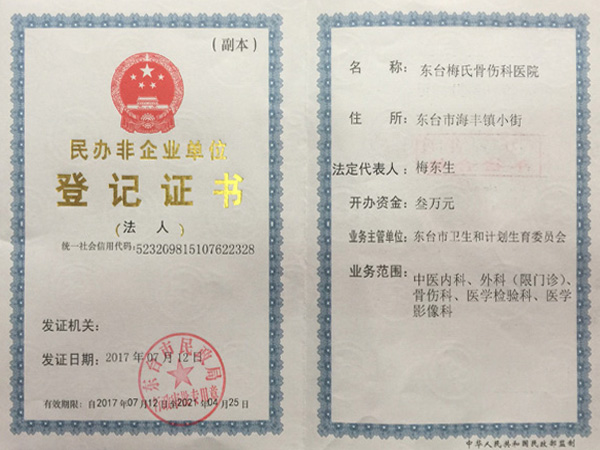 （副本）
民办非企业单位
登记证书
（法人）
统一社会信用代码：523209815107622328
发证机关：
发证日期：2017年07月12日
东台市民政局
有效期限：自2017年07月12日至2021年04月25日
名称：东台梅氏骨伤科医院
住所：东台市海丰镇小街
法定代表人：梅东生
开办资金：叁万元
业务主管单位：东台市卫生和计划生育委员会
业务范围：中医内科、外科（限门诊）、
骨伤科、医学检验科、医学
影像科
中华人民共和国民政部监制